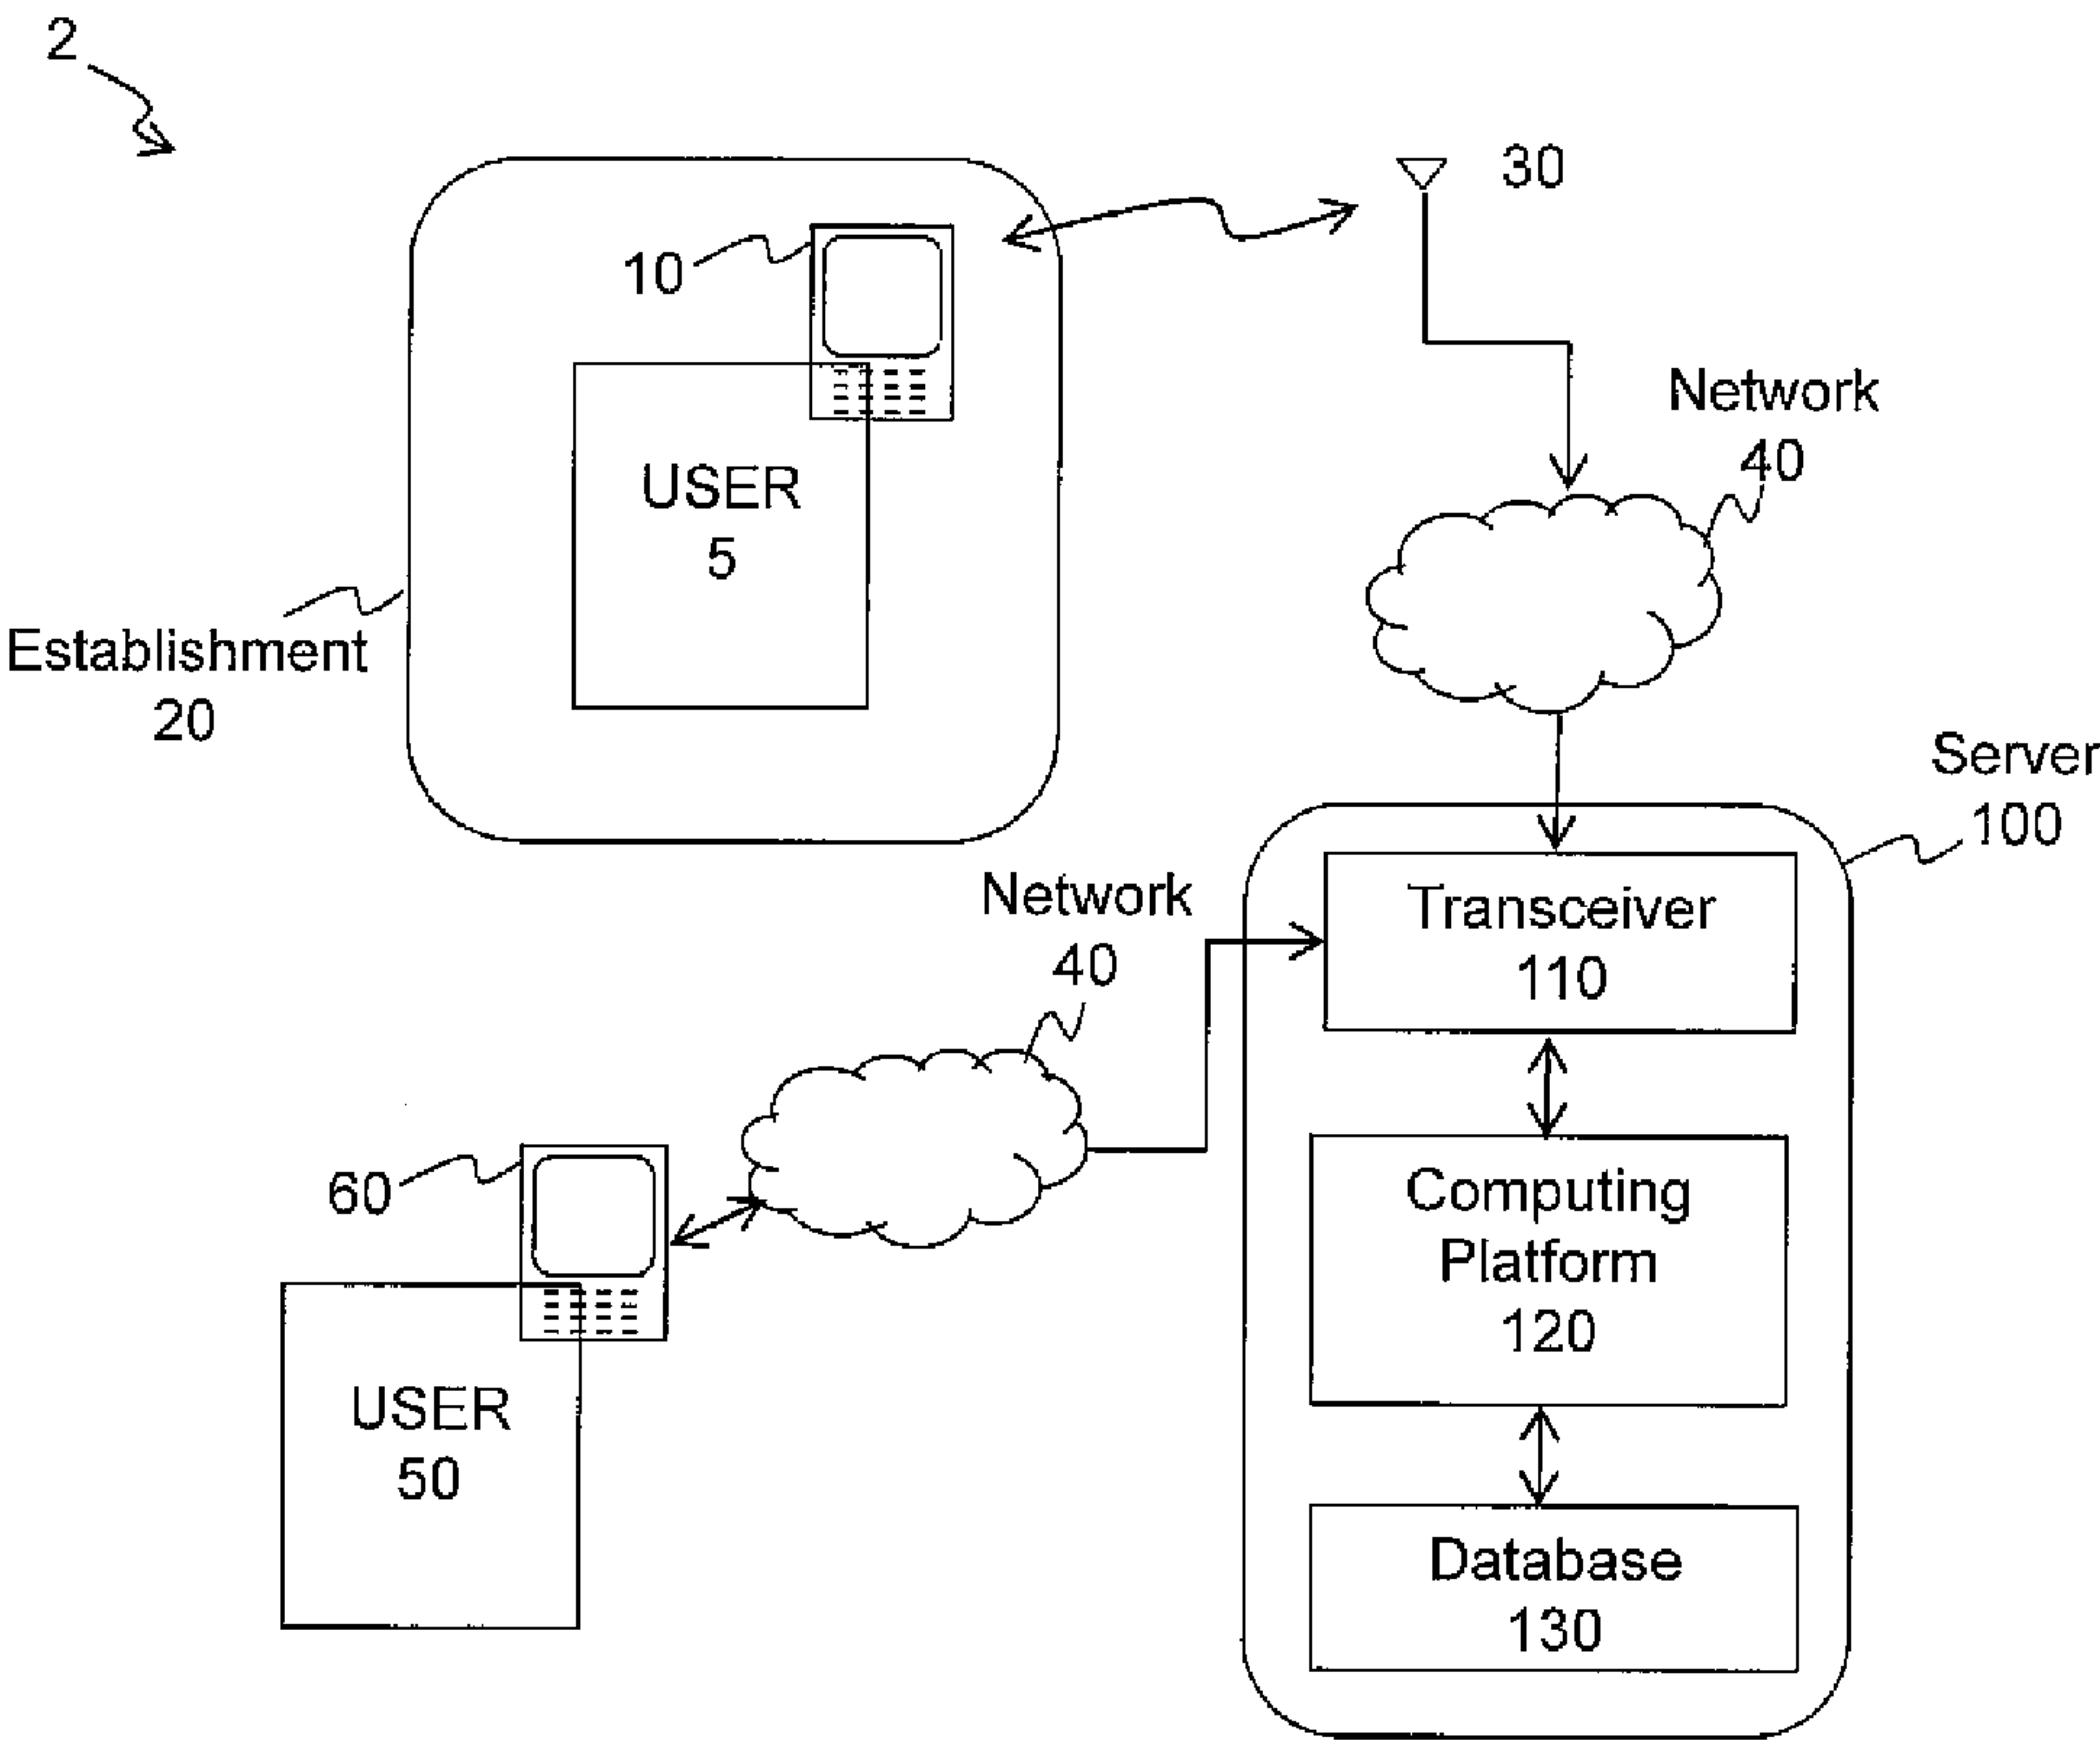 2
30
10
Network
40
USER
5
Establishment
20
Server
100
Network
40
Transceiver
110
60
Computing
Platform
120
USER
50
Database
130